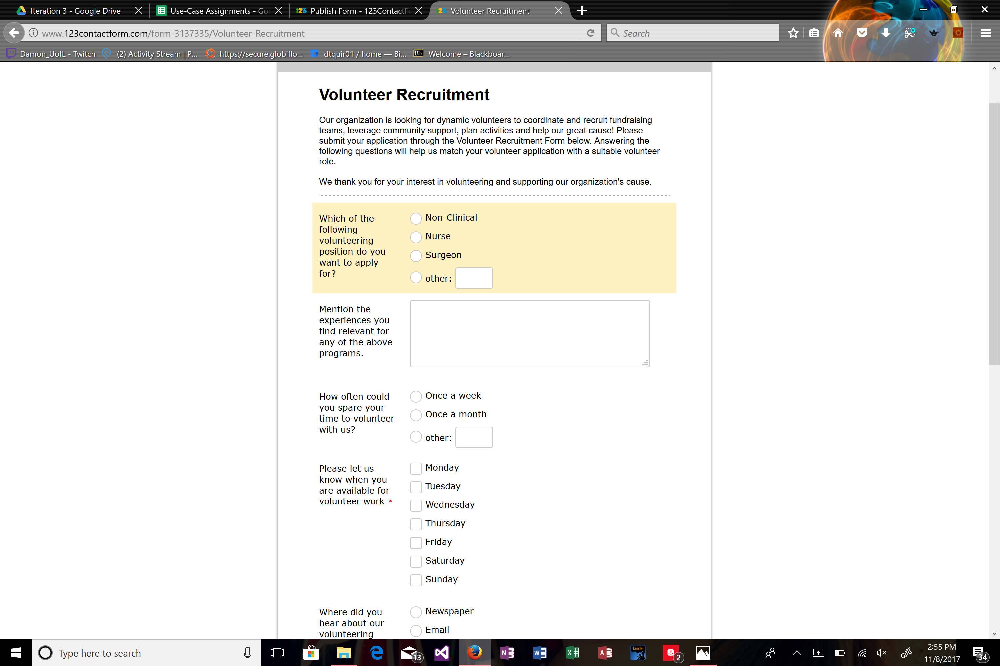 Iteration 3 - Google Drive
Use-Case Assignments - Go
Publish Form - 123ContactF
Volunteer Recruitment
www.123contactform.com/form-3137335/Volunteer-Recruitment
Search
Damon_UofL - Twitch
(2) Activity Stream | P...
https://secure.globiflo...
dtquir01 / home — Bi...
Bb
Welcome – Blackboar...
Volunteer Recruitment
Our organization is looking for dynamic volunteers to coordinate and recruit fundraising
teams, leverage community support, plan activities and help our great cause! Please
submit your application through the Volunteer Recruitment Form below. Answering the
following questions will help us match your volunteer application with a suitable volunteer
role.
We thank you for your interest in volunteering and supporting our organization's cause.
Which of the
following
volunteering
position do you
want to apply
for?
Non-Clinical
Nurse
Surgeon
other:
Mention the
experiences you
find relevant for
any of the above
programs.
How often could
you spare your
time to volunteer
with us?
Once a week
Once a month
other:
Please let us
know when you
are available for
volunteer work *
Monday
Tuesday
Wednesday
Thursday
Friday
Saturday
Sunday
Where did you
hear about our
volunteering
Newspaper
Email
Type here to search
13
kindle
2
2:55 PM
11/8/2017
34